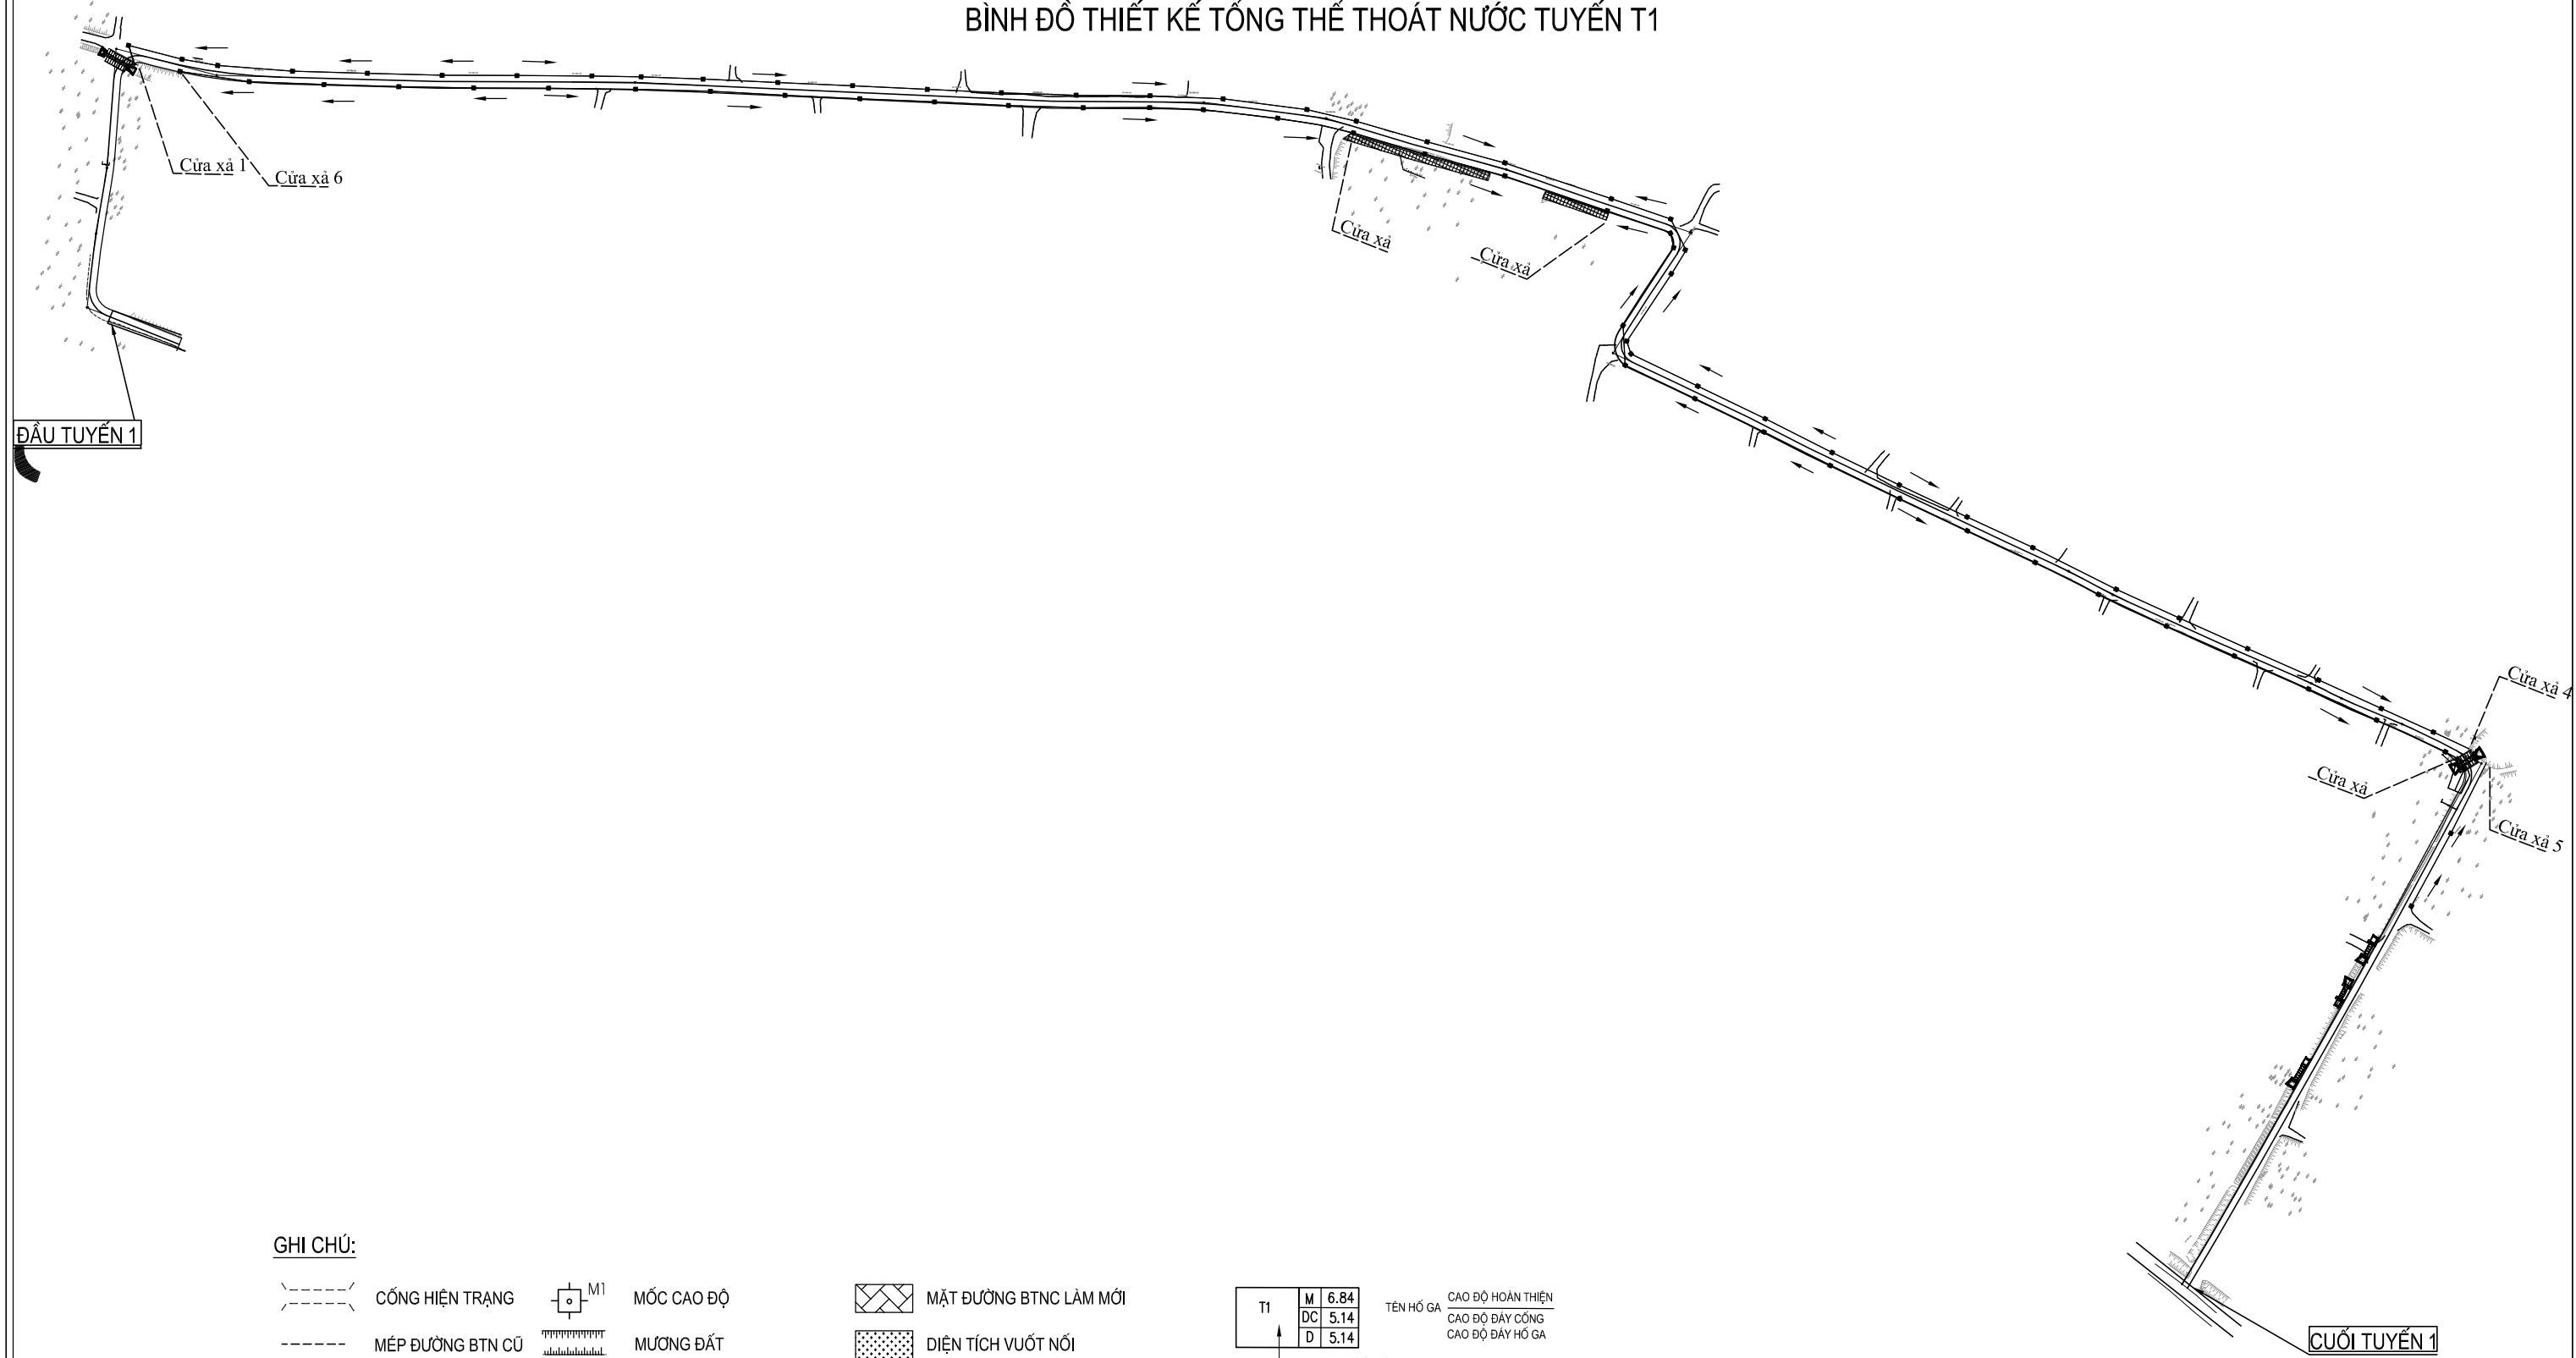 BÌNH ĐỒ THIẾT KẾ TỔNG THỂ THOÁT NƯỚC TUYẾN T1
Cửa xả 1
Cửa xả 6
Cửa xả
Cửa xả
ĐẦU TUYẾN 1
Cửa xả 4
Cửa xả
Cửa xả 5
GHI CHÚ:
CỐNG HIỆN TRẠNG
M1
MỐC CAO ĐỘ
MẶT ĐƯỜNG BTNC LÀM MỚI
T1
M 6.84
DC 5.14
D 5.14
TÊN HỐ GA
CAO ĐỘ HOÀN THIỆN
CAO ĐỘ ĐÁY CỐNG
CAO ĐỘ ĐÁY HỐ GA
MÉP ĐƯỜNG BTN CŨ
MƯƠNG ĐẤT
DIỆN TÍCH VUỐT NỐI
CUỐI TUYẾN 1